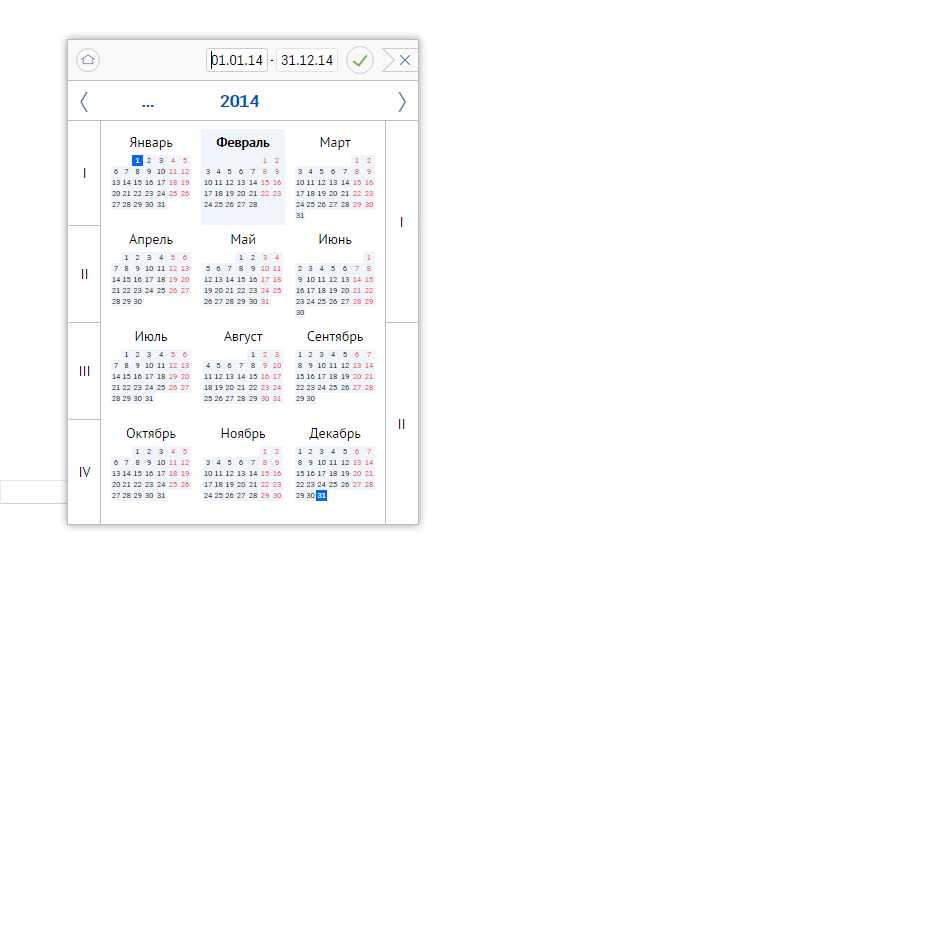 01.01.14 - 31.12.14
... 2014
Январь Февраль Март
1 2 3 4 5 1 2 1 2
I 6 7 8 9 10 11 12 3 4 5 6 7 8 9 3 4 5 6 7 8 9
13 14 15 16 17 18 19 10 11 12 13 14 15 16 10 11 12 13 14 15 16
20 21 22 23 24 25 26 17 18 19 20 21 22 23 17 18 19 20 21 22 23
27 28 29 30 31 24 25 26 27 28 24 25 26 27 28 29 30
31 I
Апрель Май Июнь
1 2 3 4 5 6 1 2 3 4 1
II 7 8 9 10 11 12 13 5 6 7 8 9 10 11 2 3 4 5 6 7 8
14 15 16 17 18 19 20 12 13 14 15 16 17 18 9 10 11 12 13 14 15
21 22 23 24 25 26 27 19 20 21 22 23 24 25 16 17 18 19 20 21 22
28 29 30 26 27 28 29 30 31 23 24 25 26 27 28 29
30
Июль Август Сентябрь
1 2 3 4 5 6 1 2 3 1 2 3 4 5 6 7
III 7 8 9 10 11 12 13 4 5 6 7 8 9 10 8 9 10 11 12 13 14
14 15 16 17 18 19 20 11 12 13 14 15 16 17 15 16 17 18 19 20 21
21 22 23 24 25 26 27 18 19 20 21 22 23 24 22 23 24 25 26 27 28
28 29 30 31 25 26 27 28 29 30 31 29 30
II
Октябрь Ноябрь Декабрь
1 2 3 4 5 1 2 1 2 3 4 5 6 7
IV 6 7 8 9 10 11 12 3 4 5 6 7 8 9 8 9 10 11 12 13 14
13 14 15 16 17 18 19 10 11 12 13 14 15 16 15 16 17 18 19 20 21
20 21 22 23 24 25 26 17 18 19 20 21 22 23 22 23 24 25 26 27 28
27 28 29 30 31 24 25 26 27 28 29 30 29 30 31